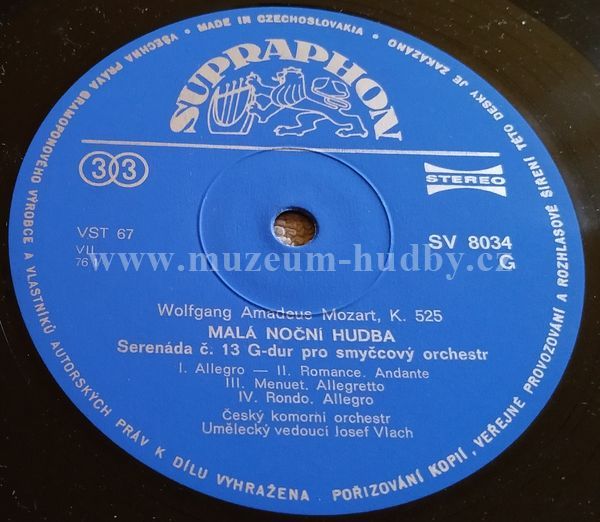 VŠECHNA PRÁVA GRAMOFONOVÉHO VÝROBCE A VLASTNÍKŮ AUTORSKÝCH PRÁV K DÍLU VYHRAŽENA. POŘIZOVÁNÍ KOPIÍ, VEŘEJNÉ PROVOZOVÁNÍ A ROZHLASOVÉ ŠÍŘENÍ TÉTO DESKY JE ZAKÁZÁNO
• MADE IN CZECHOSLOVAKIA •
SUPRAPHON
33
STEREO
VST 67
VII
76
SV 8034
G
www.muzeum-hudby.cz
Wolfgang Amadeus Mozart, K. 525
MALÁ NOČNÍ HUDBA
Serenáda č. 13 G-dur pro smyčcový orchestr
I. Allegro — II. Romance. Andante
III. Menuet. Allegretto
IV. Rondo. Allegro
Český komorní orchestr
Umělecký vedoucí Josef Vlach